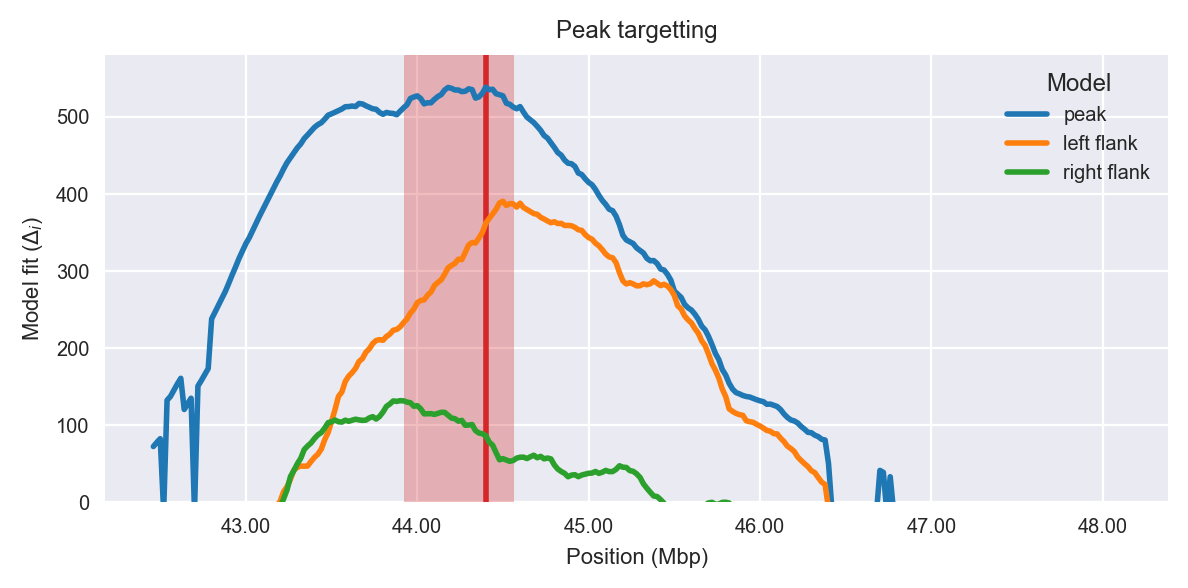 Peak targetting
Model
peak
left flank
right flank
Model fit (Δᵢ)
500
400
300
200
100
0
43.00 44.00 45.00 46.00 47.00 48.00
Position (Mbp)